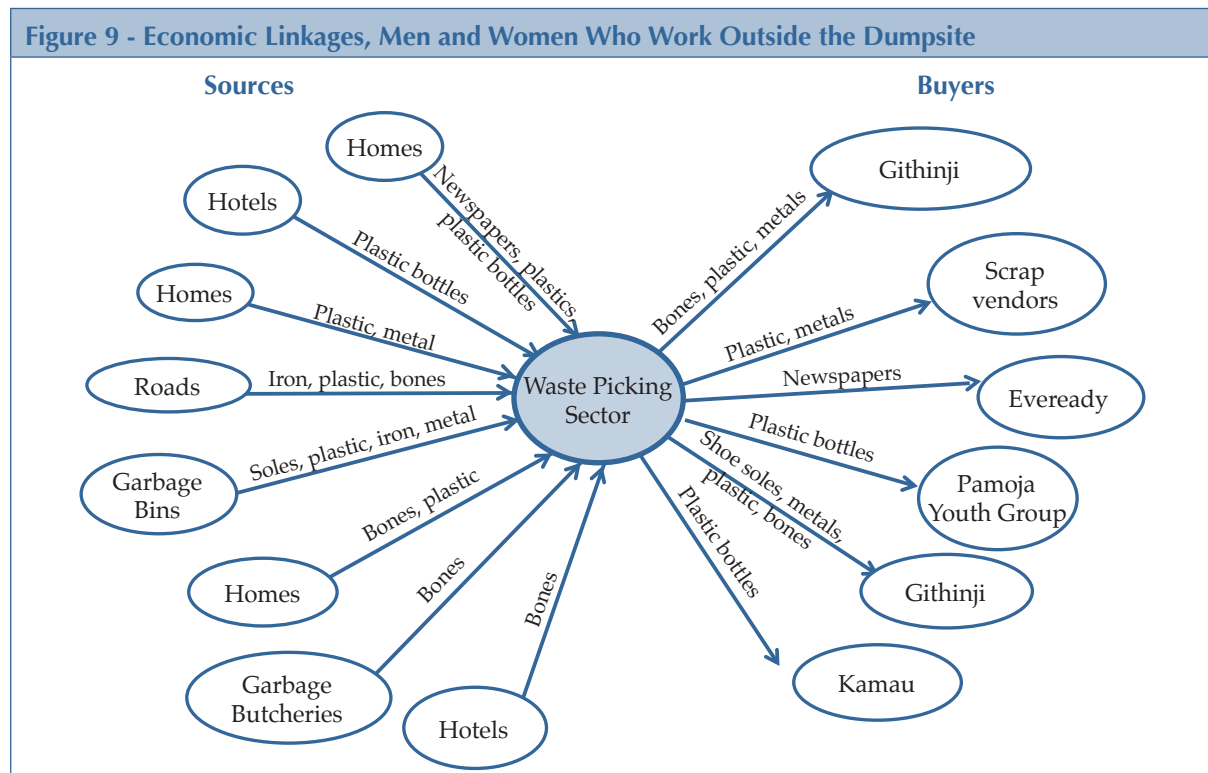 Figure 9 - Economic Linkages, Men and Women Who Work Outside the Dumpsite
Sources
Buyers
Homes
Newspapers, plastics,
plastic bottles
Hotels
Plastic bottles
Homes
Plastic, metal
Roads
Iron, plastic, bones
Garbage
Bins
Soles, plastic, iron, metal
Homes
Bones, plastic
Garbage
Butcheries
Bones
Hotels
Bones
Waste Picking
Sector
Bones, plastic, metals
Githinji
Plastic, metals
Scrap
vendors
Newspapers
Eveready
Plastic bottles
Pamoja
Youth Group
Shoe soles, metals,
plastic, bones
Githinji
Plastic bottles
Kamau